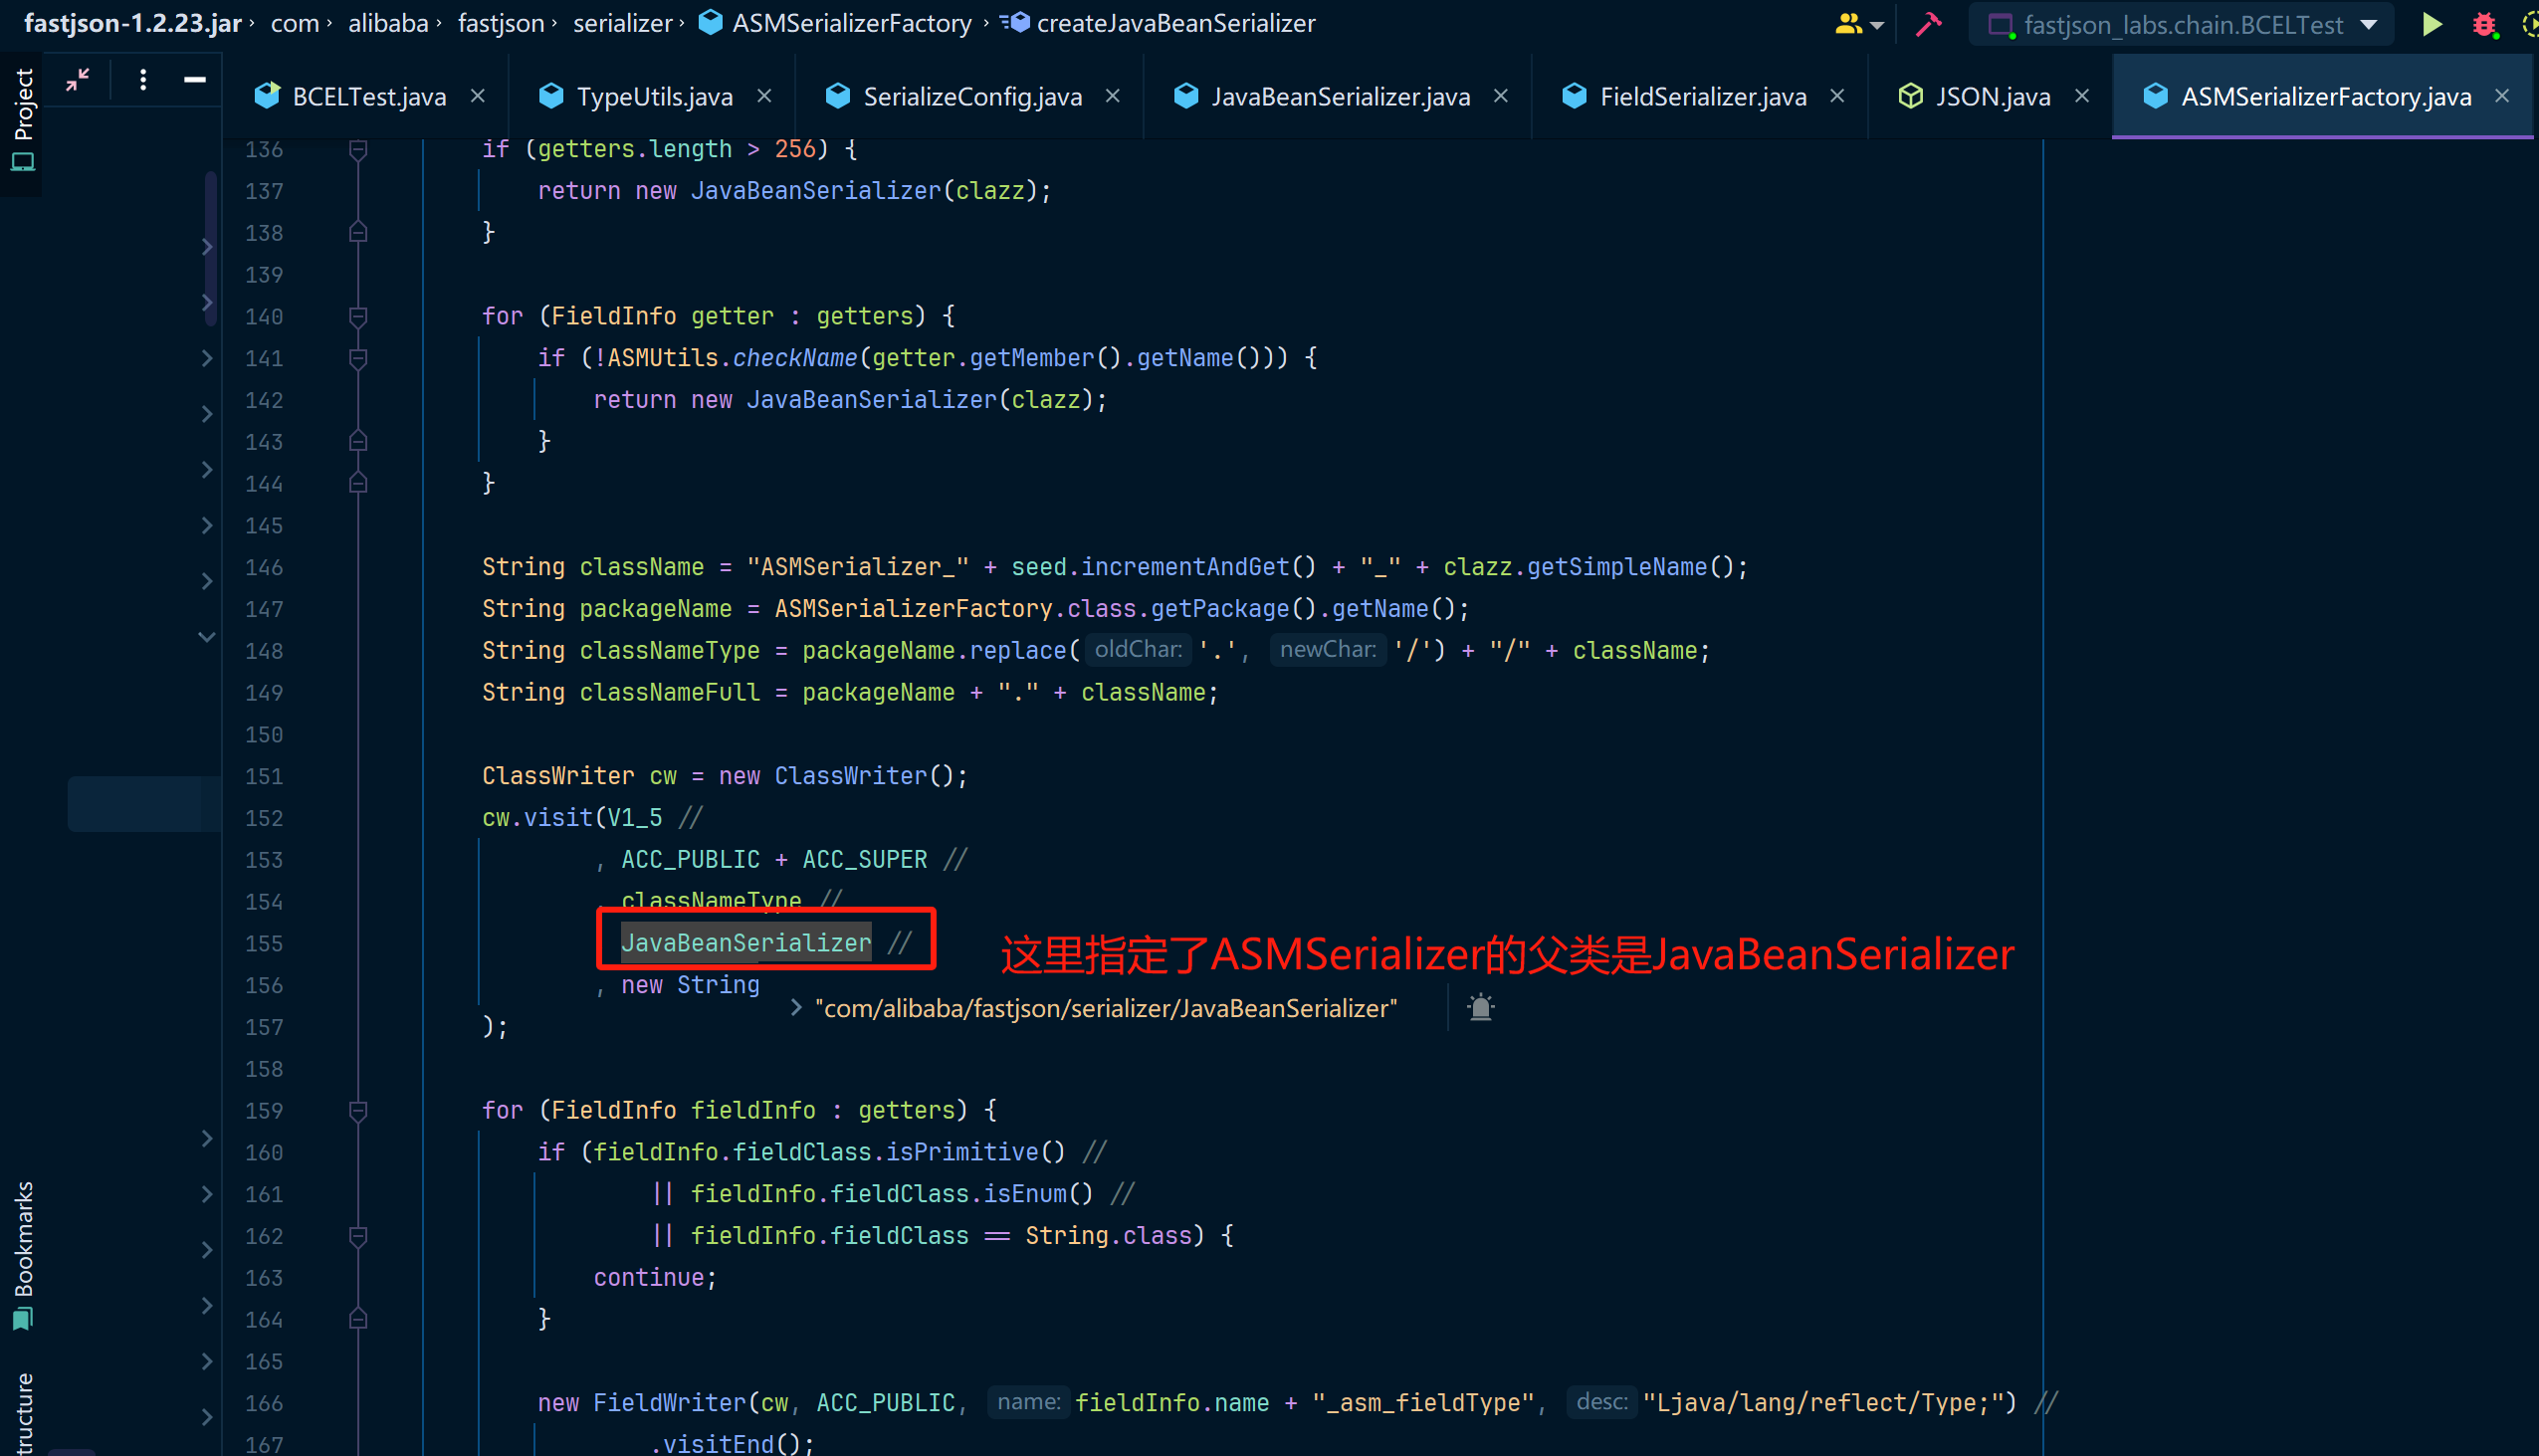 fastjson-1.2.23.jar › com › alibaba › fastjson › serializer › ASMSerializerFactory › createJavaBeanSerializer
fastjson_labs.chain.BCELTest
Project
BCELTest.java × TypeUtils.java × SerializeConfig.java × JavaBeanSerializer.java × FieldSerializer.java × JSON.java × ASMSerializerFactory.java ×
136 if (getters.length > 256) {
137 return new JavaBeanSerializer(clazz);
138 }
139
140 for (FieldInfo getter : getters) {
141 if (!ASMUtils.checkName(getter.getMember().getName())) {
142 return new JavaBeanSerializer(clazz);
143 }
144 }
145
146 String className = "ASMSerializer_" + seed.incrementAndGet() + "_" + clazz.getSimpleName();
147 String packageName = ASMSerializerFactory.class.getPackage().getName();
148 String classNameType = packageName.replace( oldChar: '.', newChar: '/') + "/" + className;
149 String classNameFull = packageName + "." + className;
150
151 ClassWriter cw = new ClassWriter();
152 cw.visit(V1_5 //
153 , ACC_PUBLIC + ACC_SUPER //
154 , classNameType //
155 JavaBeanSerializer //
这里指定了ASMSerializer的父类是JavaBeanSerializer
156 , new String
"com/alibaba/fastjson/serializer/JavaBeanSerializer"
157 );
158
159 for (FieldInfo fieldInfo : getters) {
160 if (fieldInfo.fieldClass.isPrimitive() //
161 || fieldInfo.fieldClass.isEnum() //
162 || fieldInfo.fieldClass == String.class) {
163 continue;
164 }
165
166 new FieldWriter(cw, ACC_PUBLIC, name: fieldInfo.name + "_asm_fieldType", desc: "Ljava/lang/reflect/Type;") //
167 .visitEnd();
Bookmarks
tructure